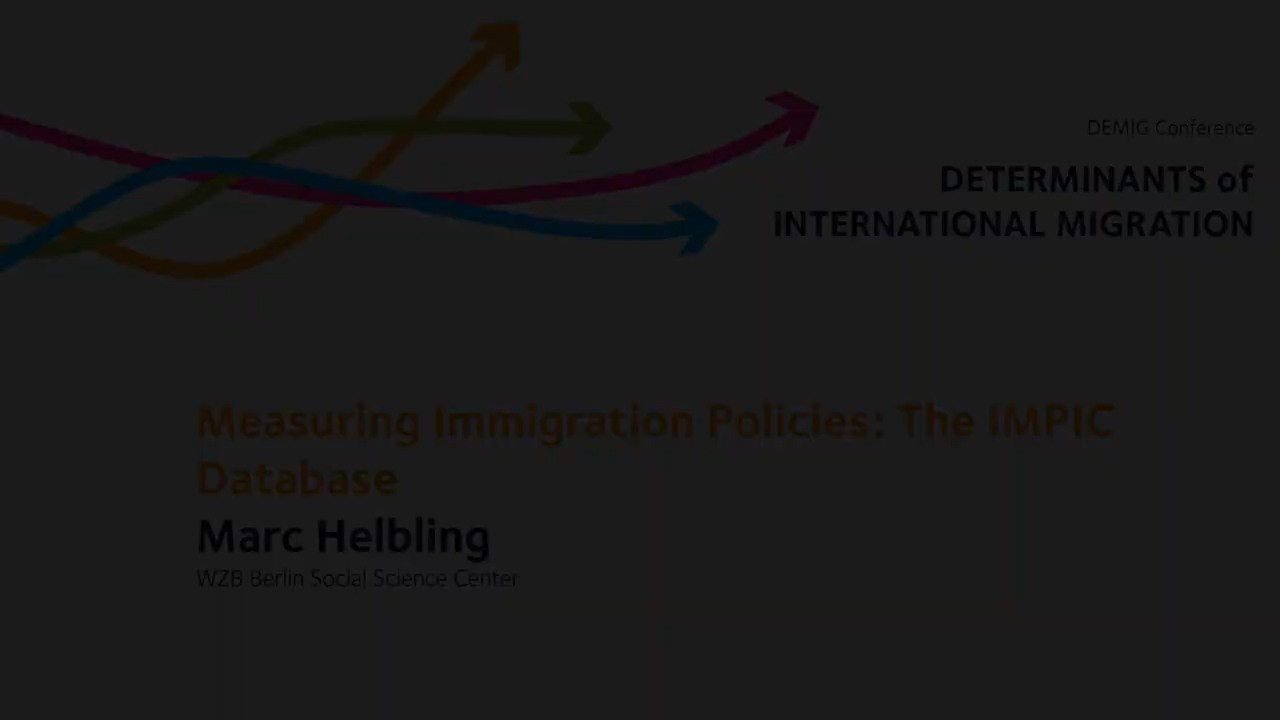 DEMIG Conference
DETERMINANTS of
INTERNATIONAL MIGRATION
Measuring Immigration Policies: The IMPIC
Database
Marc Helbling
WZB Berlin Social Science Center